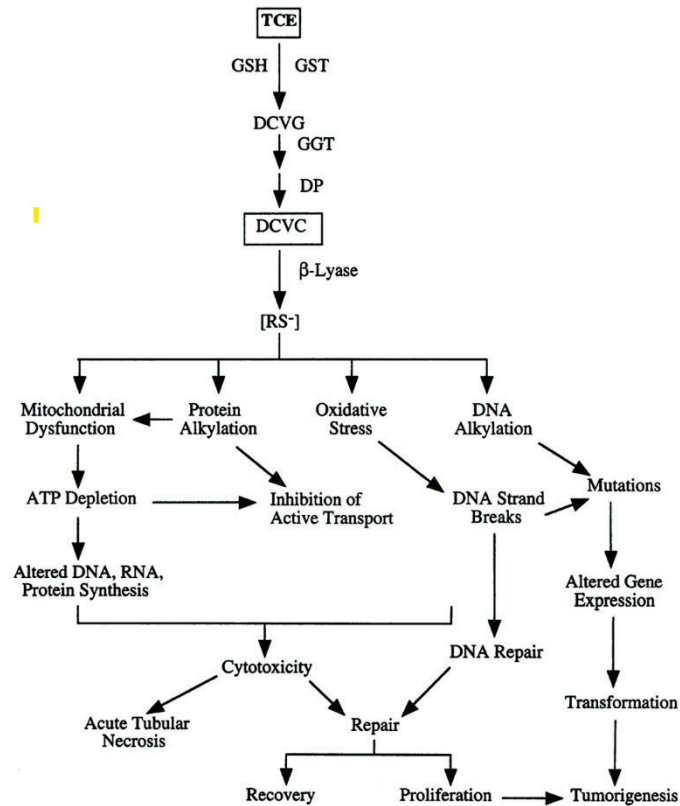 TCE
GSH GST
DCVG
GGT
DP
DCVC
β-Lyase
[RS-]
Mitochondrial Protein Oxidative DNA
Dysfunction Alkylation Stress Alkylation
Mutations
ATP Depletion Inhibition of DNA Strand
Active Transport Breaks
Altered DNA, RNA, Altered Gene
Protein Synthesis Expression
DNA Repair
Cytotoxicity
Transformation
Acute Tubular Repair
Necrosis
Recovery Proliferation Tumorigenesis